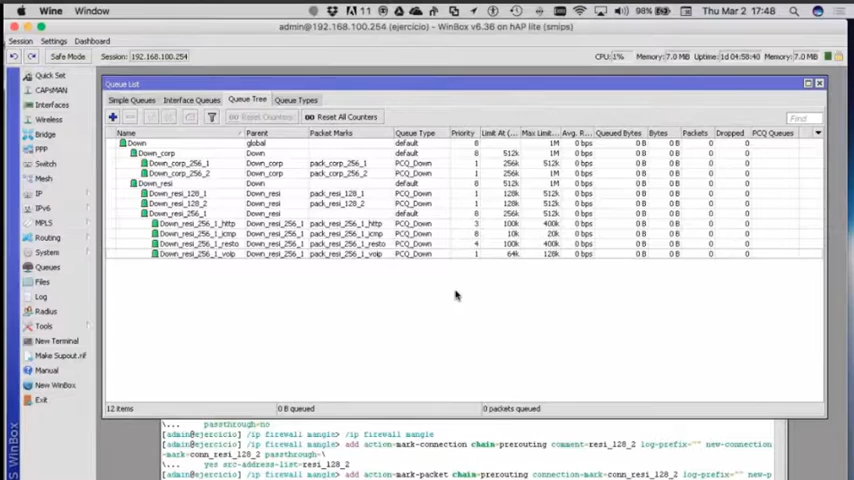 Wine Window
11 98% Thu Mar 2 17:48
admin@192.168.100.254 (ejercicio) - WinBox v6.36 on hAP lite (smips)
Session Settings Dashboard
Safe Mode Session: 192.168.100.254 CPU: 1% Memory: 7.0 MiB Uptime: 1d 04:58:40 Memory: 7.0 MiB
Quick Set
CAPsMAN
Interfaces
Wireless
Bridge
PPP
Switch
Mesh
IP
IPv6
MPLS
Routing
System
Queues
Files
Log
Radius
Tools
New Terminal
Make Supout.rif
Manual
New WinBox
Exit
S WinBox
Queue List
Simple Queues Interface Queues Queue Tree Queue Types
Reset Counters Reset All Counters Find
Name Parent Packet Marks Queue Type Priority Limit At (... Max Limit... Avg. R... Queued Bytes Bytes Packets Dropped PCQ Queues
Down global default 8 1M 0 bps 0 B 0 B 0 0
Down_corp Down default 8 512k 1M 0 bps 0 B 0 B 0 0
Down_corp_256_1 Down_corp pack_corp_256_1 PCQ_Down 1 256k 512k 0 bps 0 B 0 B 0 0
Down_corp_256_2 Down_corp pack_corp_256_2 PCQ_Down 1 256k 512k 0 bps 0 B 0 B 0 0
Down_resi Down default 8 512k 1M 0 bps 0 B 0 B 0 0
Down_resi_128_1 Down_resi pack_resi_128_1 PCQ_Down 1 128k 512k 0 bps 0 B 0 B 0 0
Down_resi_128_2 Down_resi pack_resi_128_2 PCQ_Down 1 128k 512k 0 bps 0 B 0 B 0 0
Down_resi_256_1 Down_resi default 8 256k 512k 0 bps 0 B 0 B 0 0
Down_resi_256_1_http Down_resi_256_1 pack_resi_256_1_http PCQ_Down 3 100k 400k 0 bps 0 B 0 B 0 0
Down_resi_256_1_icmp Down_resi_256_1 pack_resi_256_1_icmp PCQ_Down 8 10k 20k 0 bps 0 B 0 B 0 0
Down_resi_256_1_resto Down_resi_256_1 pack_resi_256_1_resto PCQ_Down 4 100k 400k 0 bps 0 B 0 B 0 0
Down_resi_256_1_voip Down_resi_256_1 pack_resi_256_1_voip PCQ_Down 1 64k 128k 0 bps 0 B 0 B 0 0
12 items 0 B queued 0 packets queued
\... passthrough=no
[admin@ejercicio] /ip firewall mangle> /ip firewall mangle
[admin@ejercicio] /ip firewall mangle> add action=mark-connection chain=prerouting comment=resi_128_2 log-prefix="" new-connection
-mark=conn_resi_128_2 passthrough=\
\... yes src-address-list=resi_128_2
[admin@ejercicio] /ip firewall mangle> add action=mark-packet chain=prerouting connection-mark=conn_resi_128_2 log-prefix="" new-p